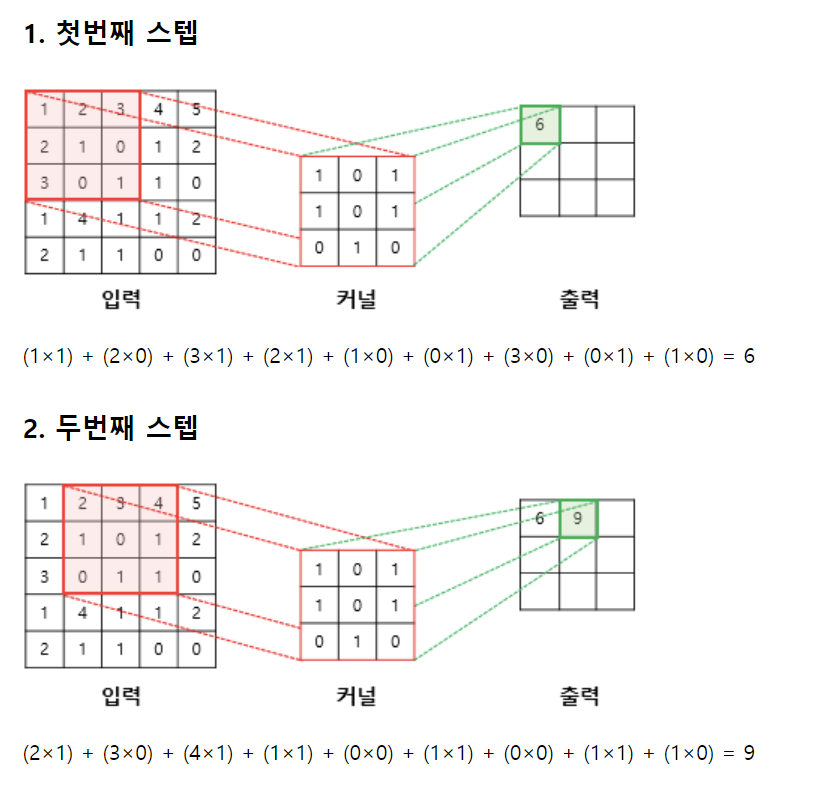 1. 첫번째 스텝
1 2 3 4 5
2 1 0 1 2
3 0 1 1 0
1 4 1 1 2
2 1 1 0 0
입력
1 0 1
1 0 1
0 1 0
커널
6
출력
(1×1) + (2×0) + (3×1) + (2×1) + (1×0) + (0×1) + (3×0) + (0×1) + (1×0) = 6
2. 두번째 스텝
1 2 3 4 5
2 1 0 1 2
3 0 1 1 0
1 4 1 1 2
2 1 1 0 0
입력
1 0 1
1 0 1
0 1 0
커널
6 9
출력
(2×1) + (3×0) + (4×1) + (1×1) + (0×0) + (1×1) + (0×0) + (1×1) + (1×0) = 9